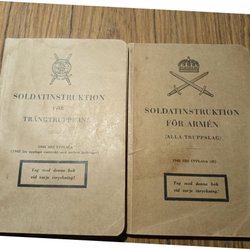 SOLDATINSTRUKTION
FÖR
TRÄNGTRUPPERNA
Tag med denna bok
vid varje inryckning!
SOLDATINSTRUKTION
FÖR ARMÉN
(ALLA TRUPPSLAG)
Tag med denna bok
vid varje inryckning!